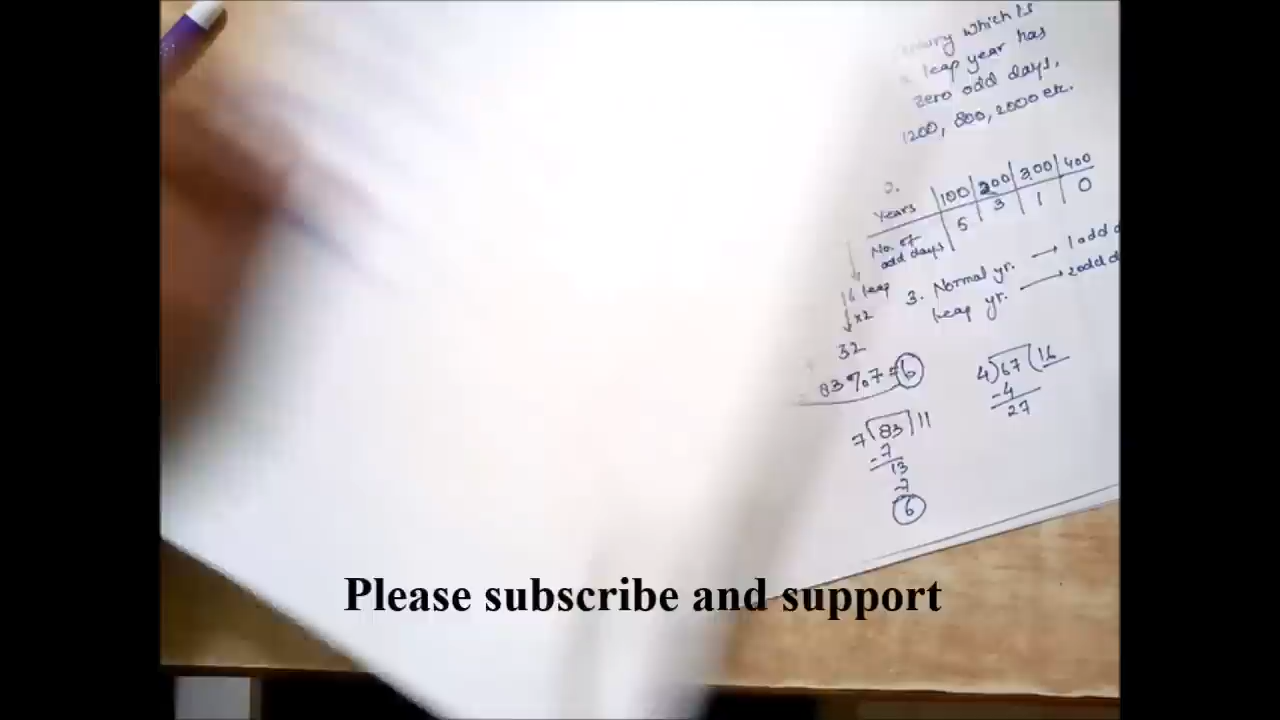 which is
leap year has
zero odd days.
1200, 800, 2000 etc.
2.
Years | 100 | 200 | 300 | 400
No. of odd days | 5 | 3 | 1 | 0
16 leap
↓ x2
32
83 % 7 = 6
3. Normal yr. → 1 odd
leap yr. → 2 odd
7 ) 83 ( 11
-7
13
7
6
4 ) 67 ( 16
-4
27
Please subscribe and support